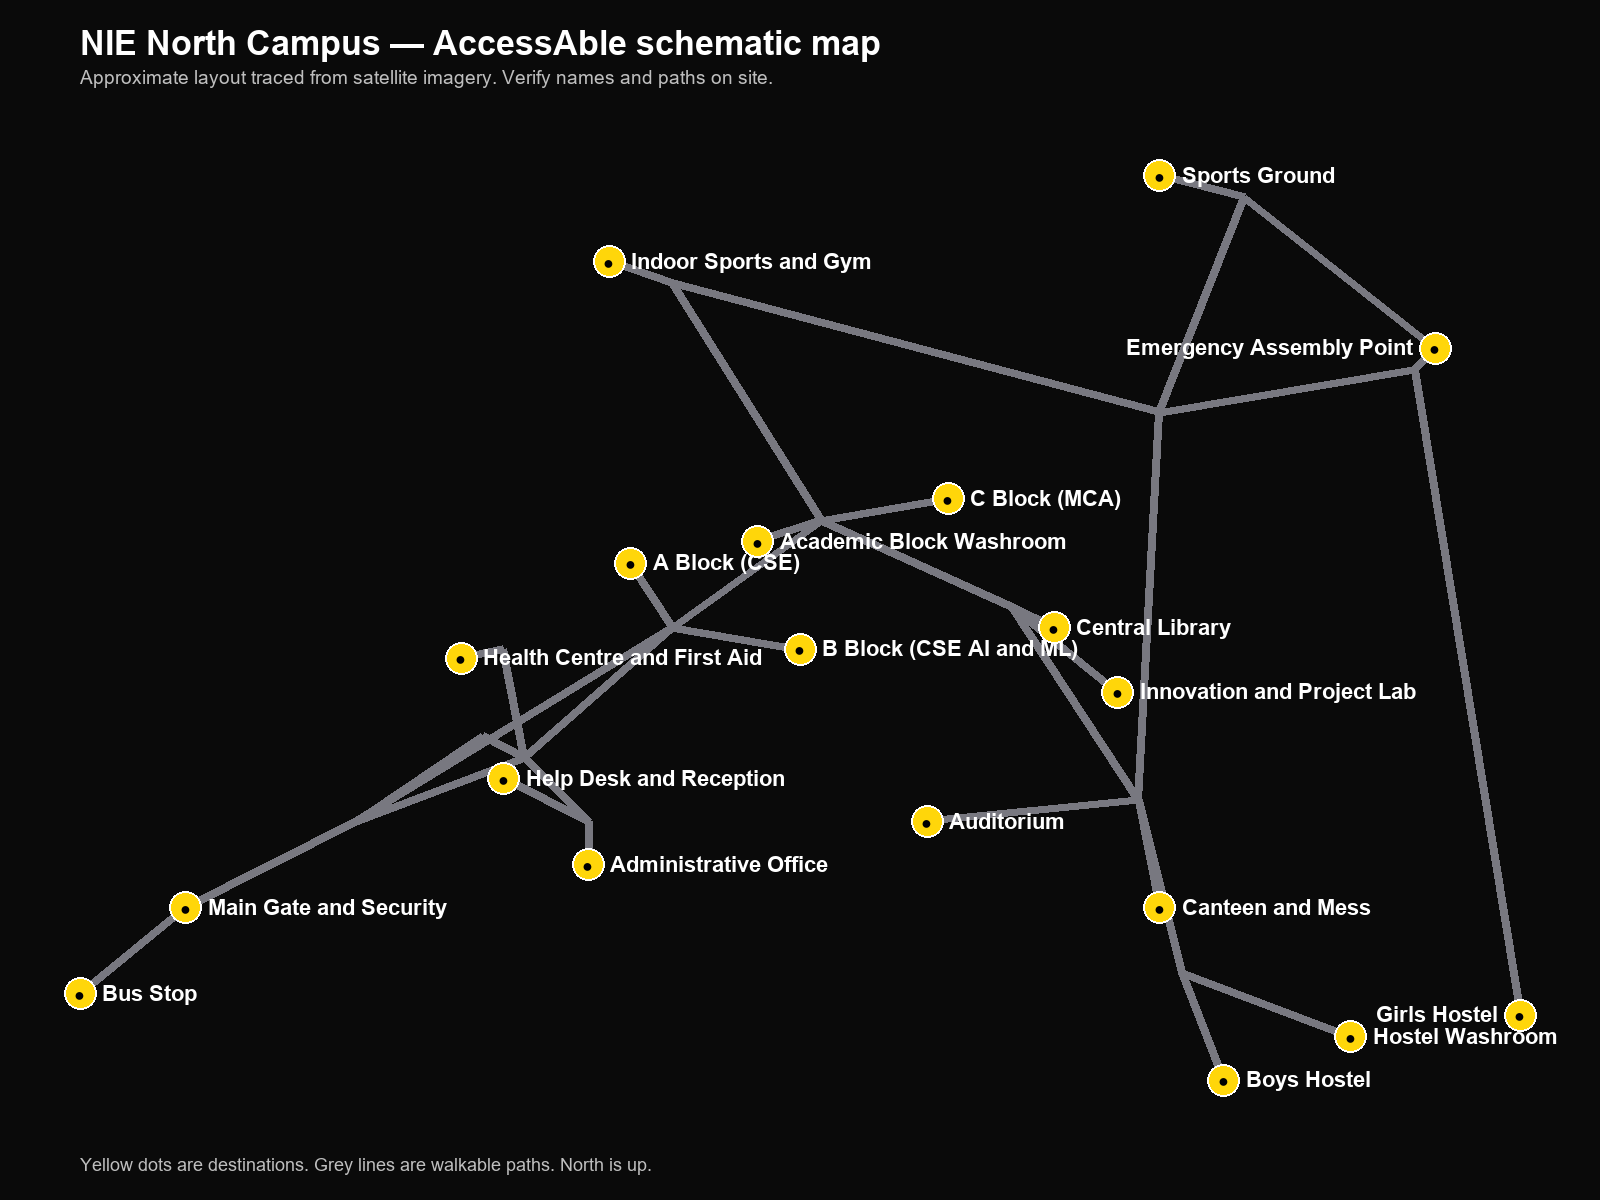 NIE North Campus — AccessAble schematic map
Approximate layout traced from satellite imagery. Verify names and paths on site.
Sports Ground
Indoor Sports and Gym
Emergency Assembly Point
C Block (MCA)
Academic Block Washroom
A Block (CSE)
Central Library
B Block (CSE AI and ML)
Health Centre and First Aid
Innovation and Project Lab
Help Desk and Reception
Auditorium
Administrative Office
Main Gate and Security
Canteen and Mess
Bus Stop
Girls Hostel
Hostel Washroom
Boys Hostel
Yellow dots are destinations. Grey lines are walkable paths. North is up.